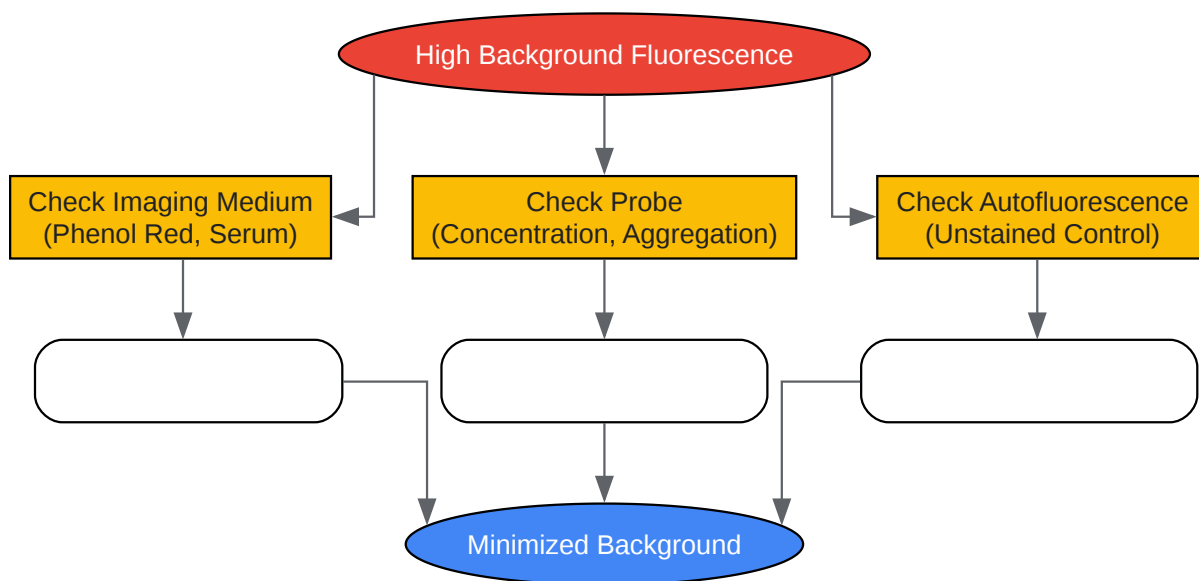 High Background Fluorescence
Check Imaging Medium
(Phenol Red, Serum)
Check Probe
(Concentration, Aggregation)
Check Autofluorescence
(Unstained Control)
Minimized Background